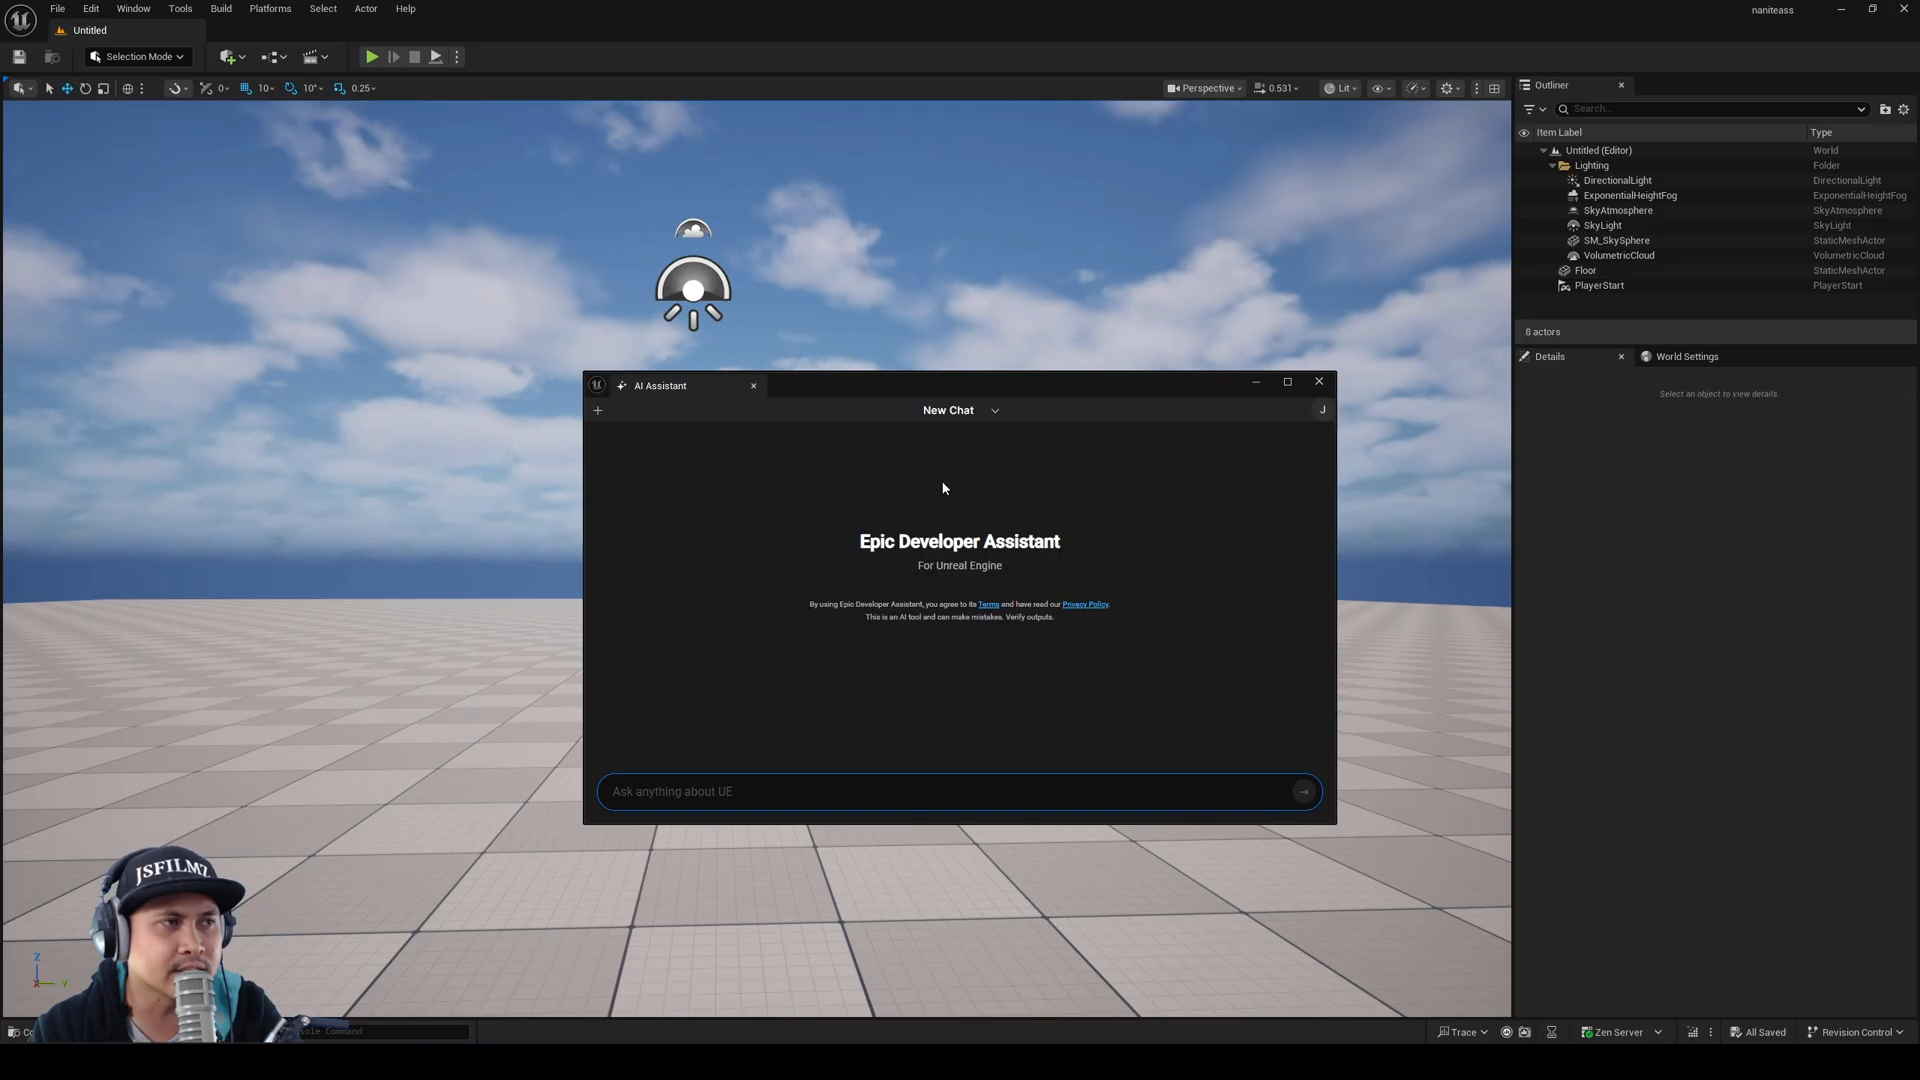 File Edit Window Tools Build Platforms Select Actor Help
naniteass
Untitled
Selection Mode
0 10 10° 0.25
Perspective 0.531 Lit
Outliner
Search...
Item Label Type
Untitled (Editor) World
Lighting Folder
DirectionalLight DirectionalLight
ExponentialHeightFog ExponentialHeightFog
SkyAtmosphere SkyAtmosphere
SkyLight SkyLight
SM_SkySphere StaticMeshActor
VolumetricCloud VolumetricCloud
Floor StaticMeshActor
PlayerStart PlayerStart
8 actors
Details World Settings
Select an object to view details.
AI Assistant
New Chat
J
Epic Developer Assistant
For Unreal Engine
By using Epic Developer Assistant, you agree to its Terms and have read our Privacy Policy.
This is an AI tool and can make mistakes. Verify outputs.
Ask anything about UE
JSFILMZ
Z
X Y
Command
Trace Zen Server All Saved Revision Control